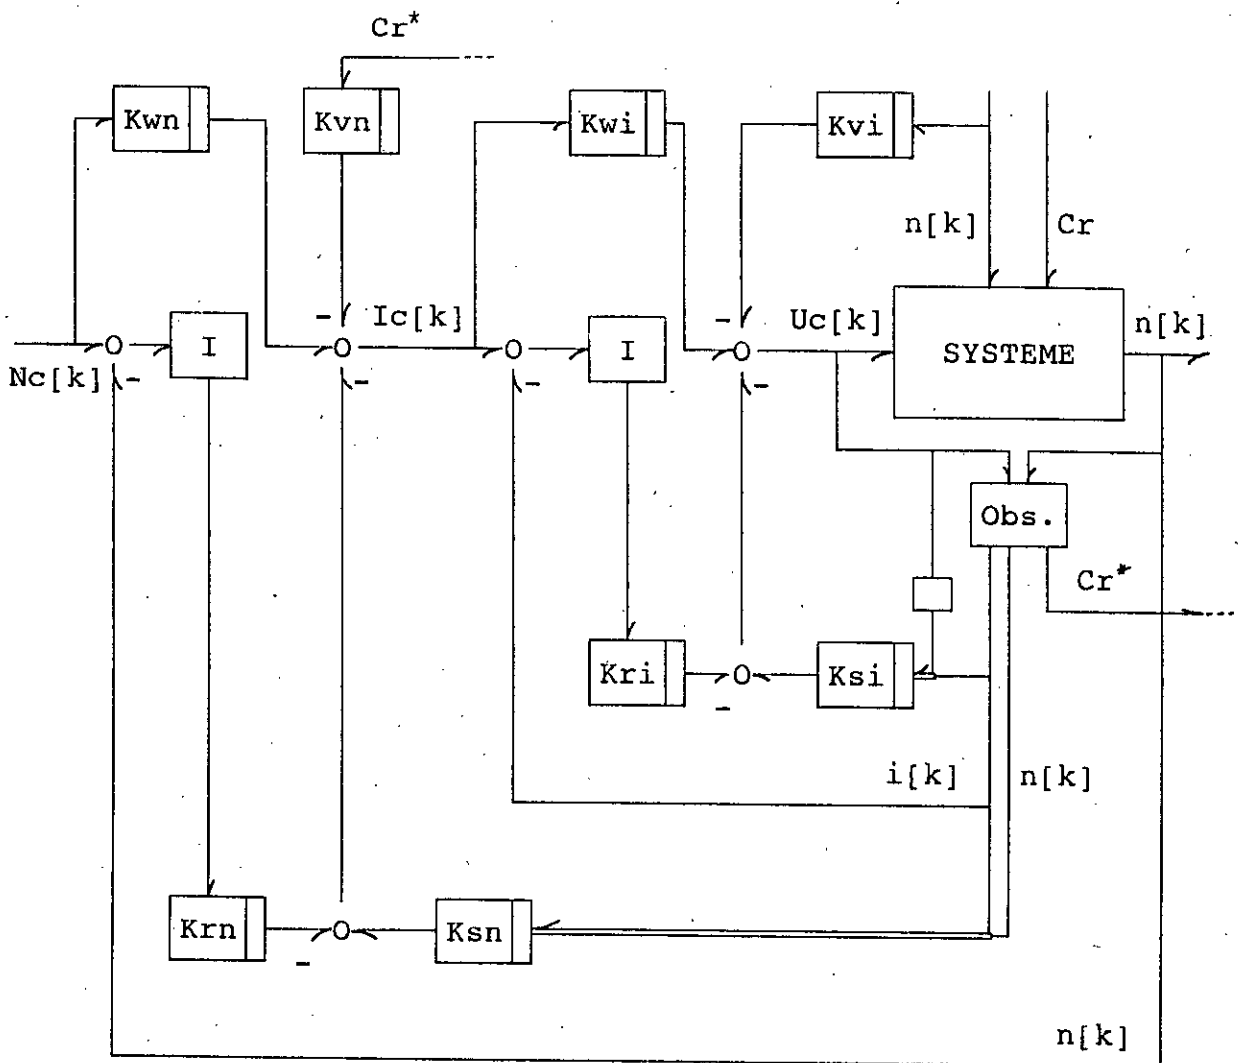 Cr*
Kwn
Kvn
Kwi
Kvi
n[k]
Cr
Nc[k]
-
I
-
-
Ic[k]
-
I
-
-
Uc[k]
SYSTEME
n[k]
Obs.
Cr*
Kri
-
Ksi
i[k]
n[k]
Krn
-
Ksn
n[k]